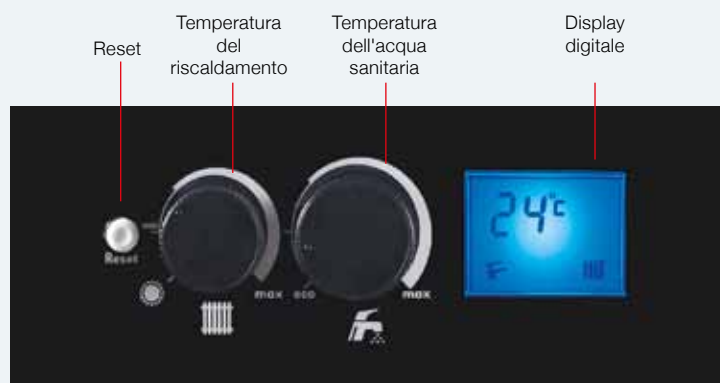 Reset
Temperatura
del
riscaldamento
Temperatura
dell'acqua
sanitaria
Display
digitale
24°C
Reset
max
eco
max